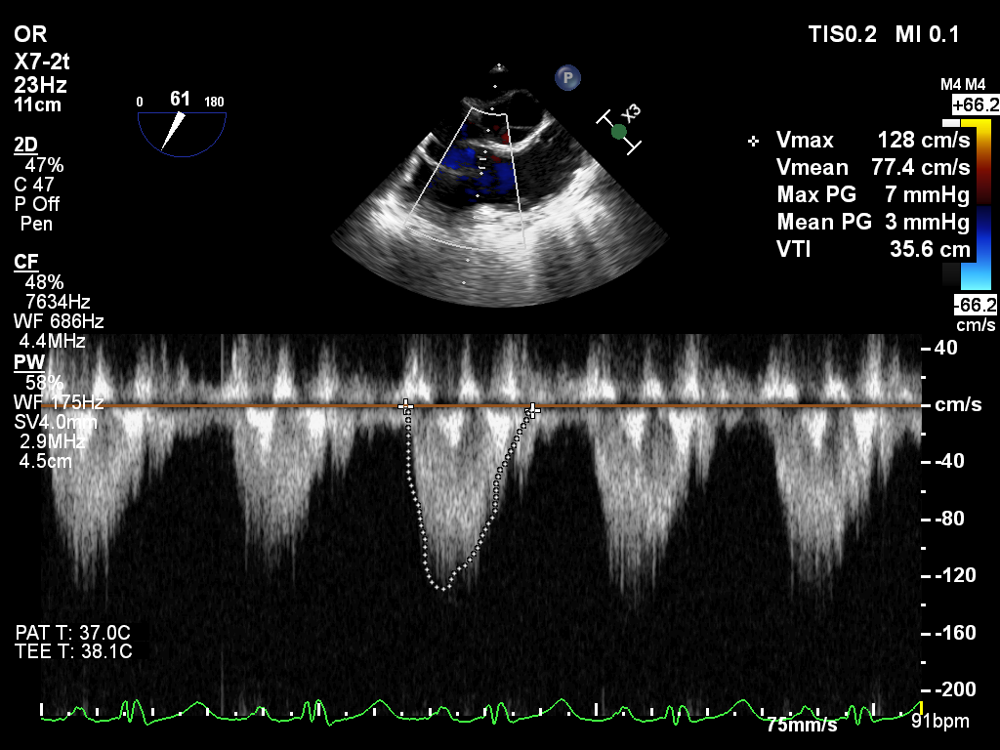 OR
X7-2t
23Hz
11cm
2D
47%
C 47
P Off
Pen
CF
48%
7634Hz
WF 686Hz
4.4MHz
PW
58%
WF 175Hz
SV4.0mm
2.9MHz
4.5cm
0 61 180
P
X3
TIS0.2 MI 0.1
M4 M4
+66.2
Vmax 128 cm/s
Vmean 77.4 cm/s
Max PG 7 mmHg
Mean PG 3 mmHg
VTI 35.6 cm
-66.2
cm/s
40
cm/s
-40
-80
-120
-160
-200
PAT T: 37.0C
TEE T: 38.1C
75mm/s
91bpm